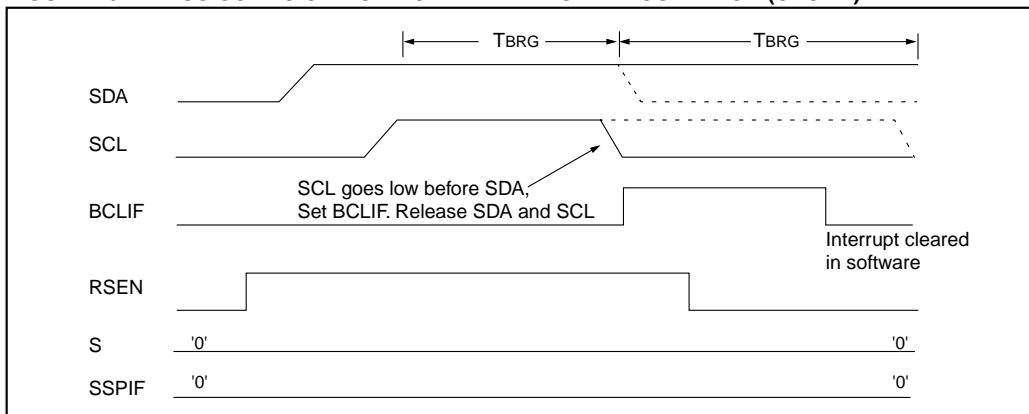 TBRG TBRG
SDA
SCL
SCL goes low before SDA,
Set BCLIF. Release SDA and SCL
BCLIF
Interrupt cleared
in software
RSEN
S '0' '0'
SSPIF '0' '0'